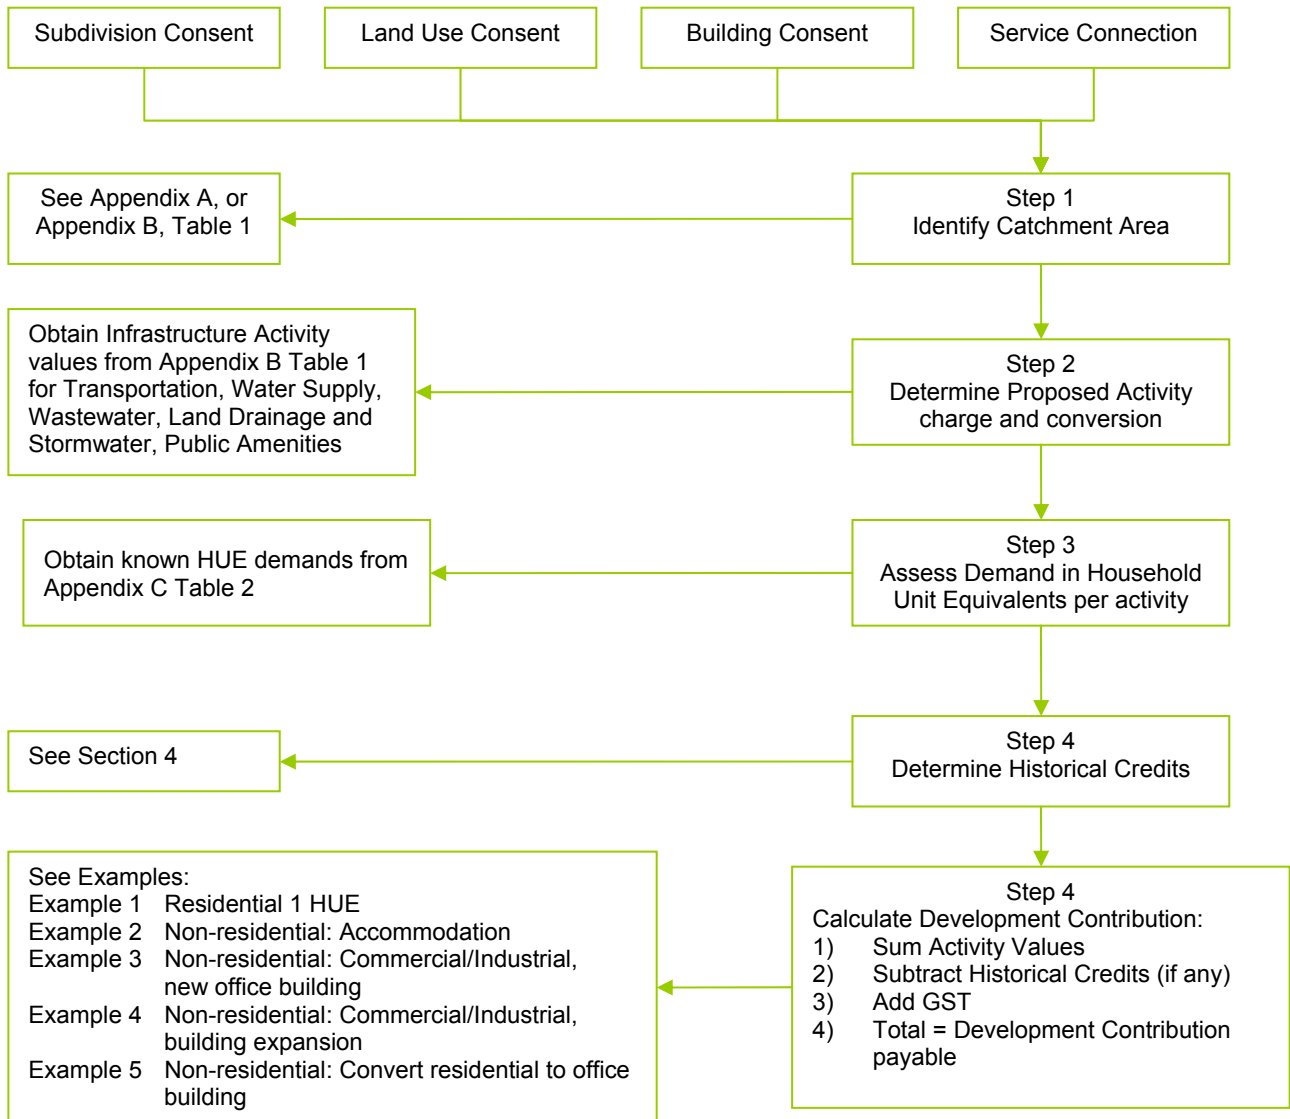 Subdivision Consent
Land Use Consent
Building Consent
Service Connection
See Appendix A, or
Appendix B, Table 1
Step 1
Identify Catchment Area
Obtain Infrastructure Activity
values from Appendix B Table 1
for Transportation, Water Supply,
Wastewater, Land Drainage and
Stormwater, Public Amenities
Step 2
Determine Proposed Activity
charge and conversion
Obtain known HUE demands from
Appendix C Table 2
Step 3
Assess Demand in Household
Unit Equivalents per activity
See Section 4
Step 4
Determine Historical Credits
See Examples:
Example 1 Residential 1 HUE
Example 2 Non-residential: Accommodation
Example 3 Non-residential: Commercial/Industrial,
new office building
Example 4 Non-residential: Commercial/Industrial,
building expansion
Example 5 Non-residential: Convert residential to office
building
Step 4
Calculate Development Contribution:
1) Sum Activity Values
2) Subtract Historical Credits (if any)
3) Add GST
4) Total = Development Contribution
payable